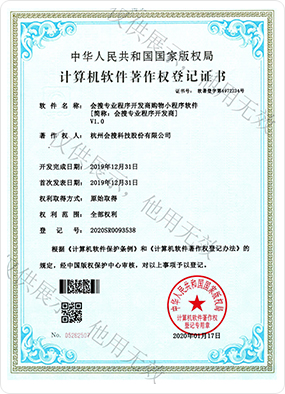 中华人民共和国国家版权局
计算机软件著作权登记证书
证书号： 软著登字第4972254号
软件名称： 会搜专业程序开发商购物小程序软件
[简称：会搜专业程序开发商]
V1.0
著作权人： 杭州会搜科技股份有限公司
开发完成日期： 2019年12月31日
首次发表日期： 2019年12月31日
权利取得方式： 原始取得
权利范围： 全部权利
登记号： 2020SR0093538
根据《计算机软件保护条例》和《计算机软件著作权登记办法》的
规定，经中国版权保护中心审核，对以上事项予以登记。
中华人民共和国国家版权局
计算机软件著作权
登记专用章
No.
2020年01月17日
仅供展示，他用无效
仅供展示，他用无效